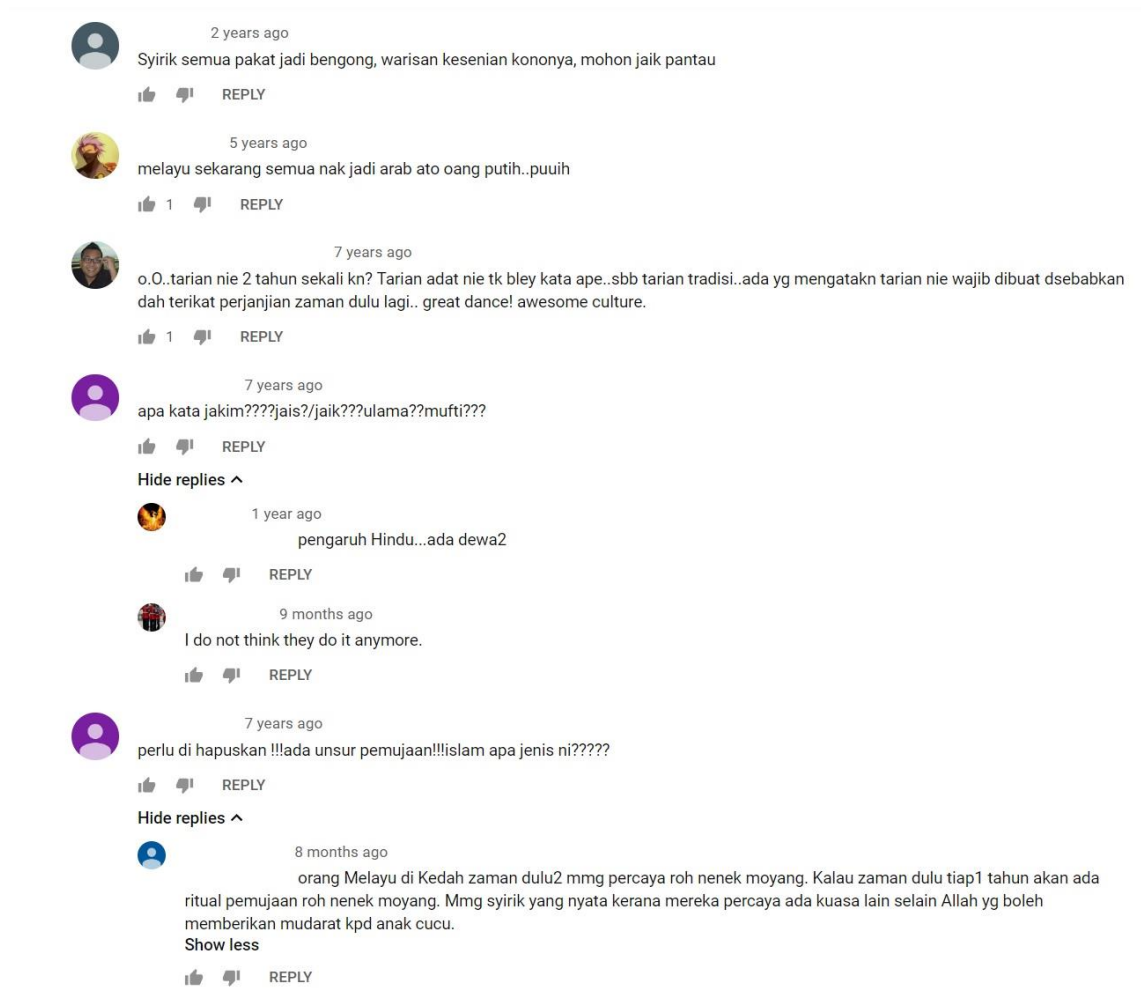 2 years ago
Syirik semua pakat jadi bengong, warisan kesenian kononya, mohon jaik pantau
REPLY
5 years ago
melayu sekarang semua nak jadi arab ato oang putih..puuih
1 REPLY
7 years ago
o.O..tarian nie 2 tahun sekali kn? Tarian adat nie tk bley kata ape..sbb tarian tradisi..ada yg mengatakn tarian nie wajib dibuat dsebabkan
dah terikat perjanjian zaman dulu lagi.. great dance! awesome culture.
1 REPLY
7 years ago
apa kata jakim????jais?/jaik???ulama??mufti???
REPLY
Hide replies
1 year ago
pengaruh Hindu...ada dewa2
REPLY
9 months ago
I do not think they do it anymore.
REPLY
7 years ago
perlu di hapuskan !!!ada unsur pemujaan!!!islam apa jenis ni?????
REPLY
Hide replies
8 months ago
orang Melayu di Kedah zaman dulu2 mmg percaya roh nenek moyang. Kalau zaman dulu tiap1 tahun akan ada
ritual pemujaan roh nenek moyang. Mmg syirik yang nyata kerana mereka percaya ada kuasa lain selain Allah yg boleh
memberikan mudarat kpd anak cucu.
Show less
REPLY